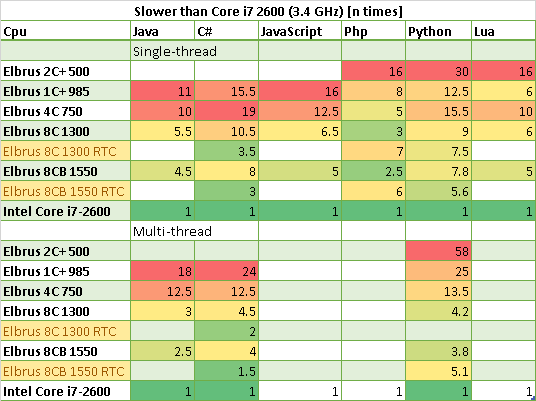 Slower than Core i7 2600 (3.4 GHz) [n times]
Cpu Java C# JavaScript Php Python Lua
Single-thread
Elbrus 2C+ 500 16 30 16
Elbrus 1C+ 985 11 15.5 16 8 12.5 6
Elbrus 4C 750 10 19 12.5 5 15.5 10
Elbrus 8C 1300 5.5 10.5 6.5 3 9 6
Elbrus 8C 1300 RTC 3.5 7 7.5
Elbrus 8CB 1550 4.5 8 5 2.5 7.8 5
Elbrus 8CB 1550 RTC 3 6 5.6
Intel Core i7-2600 1 1 1 1 1 1
Multi-thread
Elbrus 2C+ 500 58
Elbrus 1C+ 985 18 24 25
Elbrus 4C 750 12.5 12.5 13.5
Elbrus 8C 1300 3 4.5 4.2
Elbrus 8C 1300 RTC 2
Elbrus 8CB 1550 2.5 4 3.8
Elbrus 8CB 1550 RTC 1.5 5.1
Intel Core i7-2600 1 1 1 1 1 1